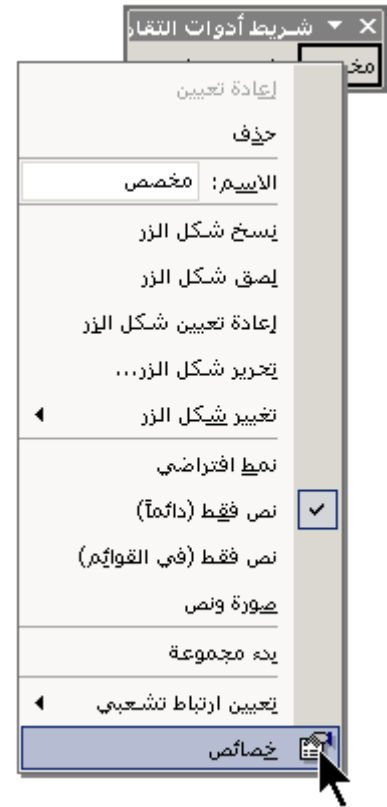 شريط أدوات التقار
مخ
إعادة تعيين
حذف
الاسم: مخصص
نسخ شكل الزر
لصق شكل الزر
إعادة تعيين شكل الزر
تحرير شكل الزر...
تغيير شكل الزر
نمط افتراضي
نص فقط (دائماً)
نص فقط (في القوائم)
صورة ونص
بدء مجموعة
تعيين ارتباط تشعبي
خصائص